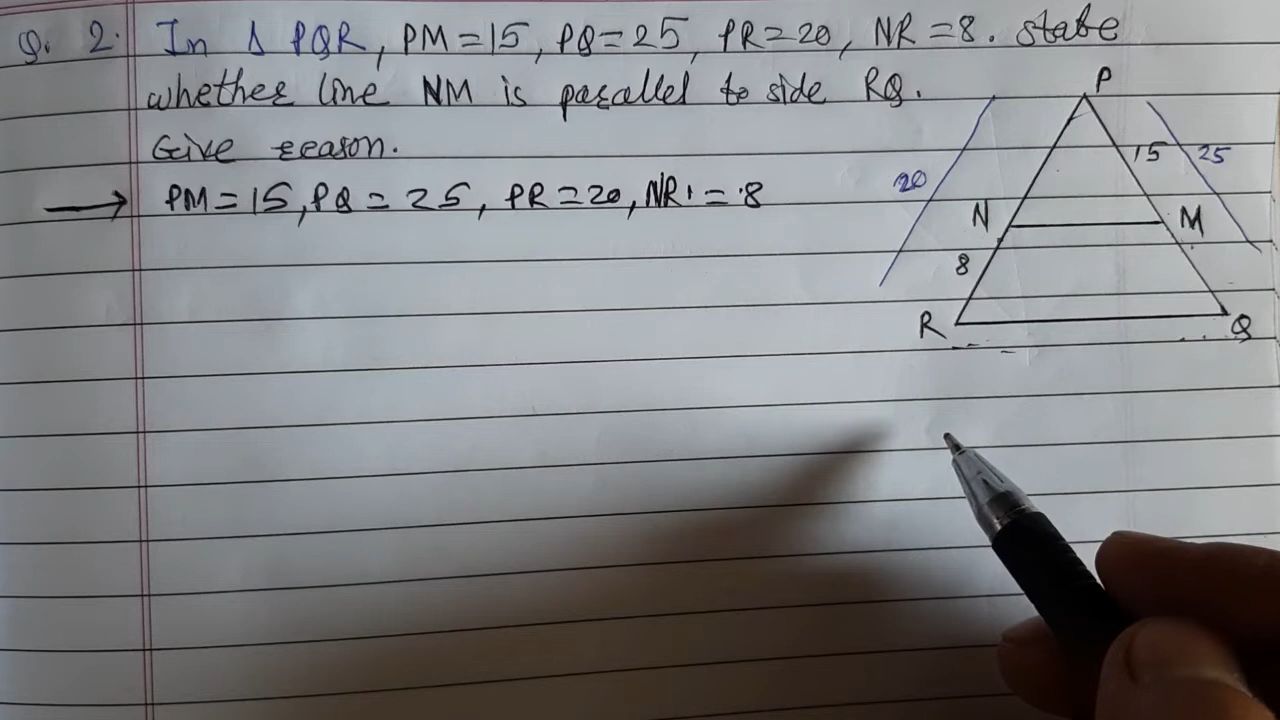 Q. 2. In Δ PQR, PM=15, PQ=25, PR=20, NR=8. state
whether line NM is parallel to side RQ.
Give reason.
→ PM=15, PQ=25, PR=20, NR=8
P
15
25
20
N
M
8
R
Q